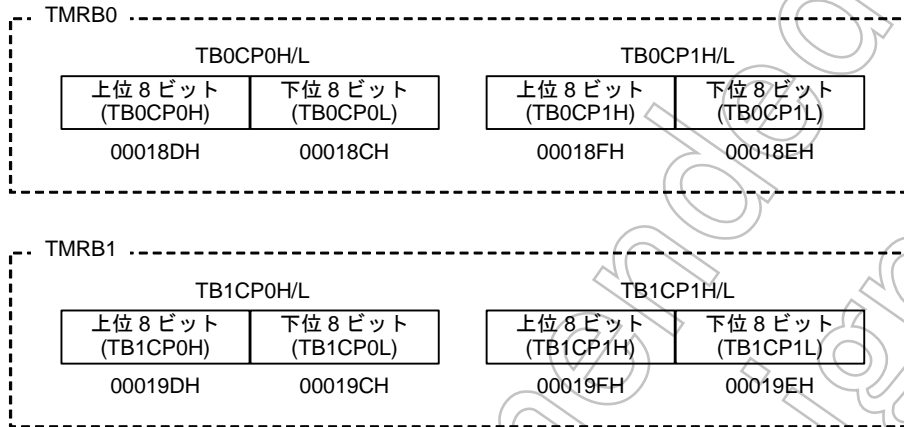 TMRB0
TB0CP0H/L TB0CP1H/L
上位 8 ビット 下位 8 ビット 上位 8 ビット 下位 8 ビット
(TB0CP0H) (TB0CP0L) (TB0CP1H) (TB0CP1L)
00018DH 00018CH 00018FH 00018EH
TMRB1
TB1CP0H/L TB1CP1H/L
上位 8 ビット 下位 8 ビット 上位 8 ビット 下位 8 ビット
(TB1CP0H) (TB1CP0L) (TB1CP1H) (TB1CP1L)
00019DH 00019CH 00019FH 00019EH